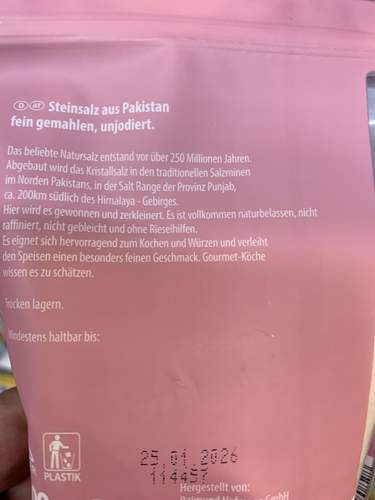 D AT Steinsalz aus Pakistan
fein gemahlen, unjodiert.
Das beliebte Natursalz entstand vor über 250 Millionen Jahren.
Abgebaut wird das Kristallsalz in den traditionellen Salzminen
im Norden Pakistans, in der Salt Range der Provinz Punjab,
ca. 200km südlich des Himalaya - Gebirges.
Hier wird es gewonnen und zerkleinert. Es ist vollkommen naturbelassen, nicht
raffiniert, nicht gebleicht und ohne Rieselhilfen.
Es eignet sich hervorragend zum Kochen und Würzen und verleiht
den Speisen einen besonders feinen Geschmack. Gourmet-Köche
wissen es zu schätzen.
Trocken lagern.
Mindestens haltbar bis:
25.01.2026
114457
PLASTIK
Hergestellt von:
GmbH